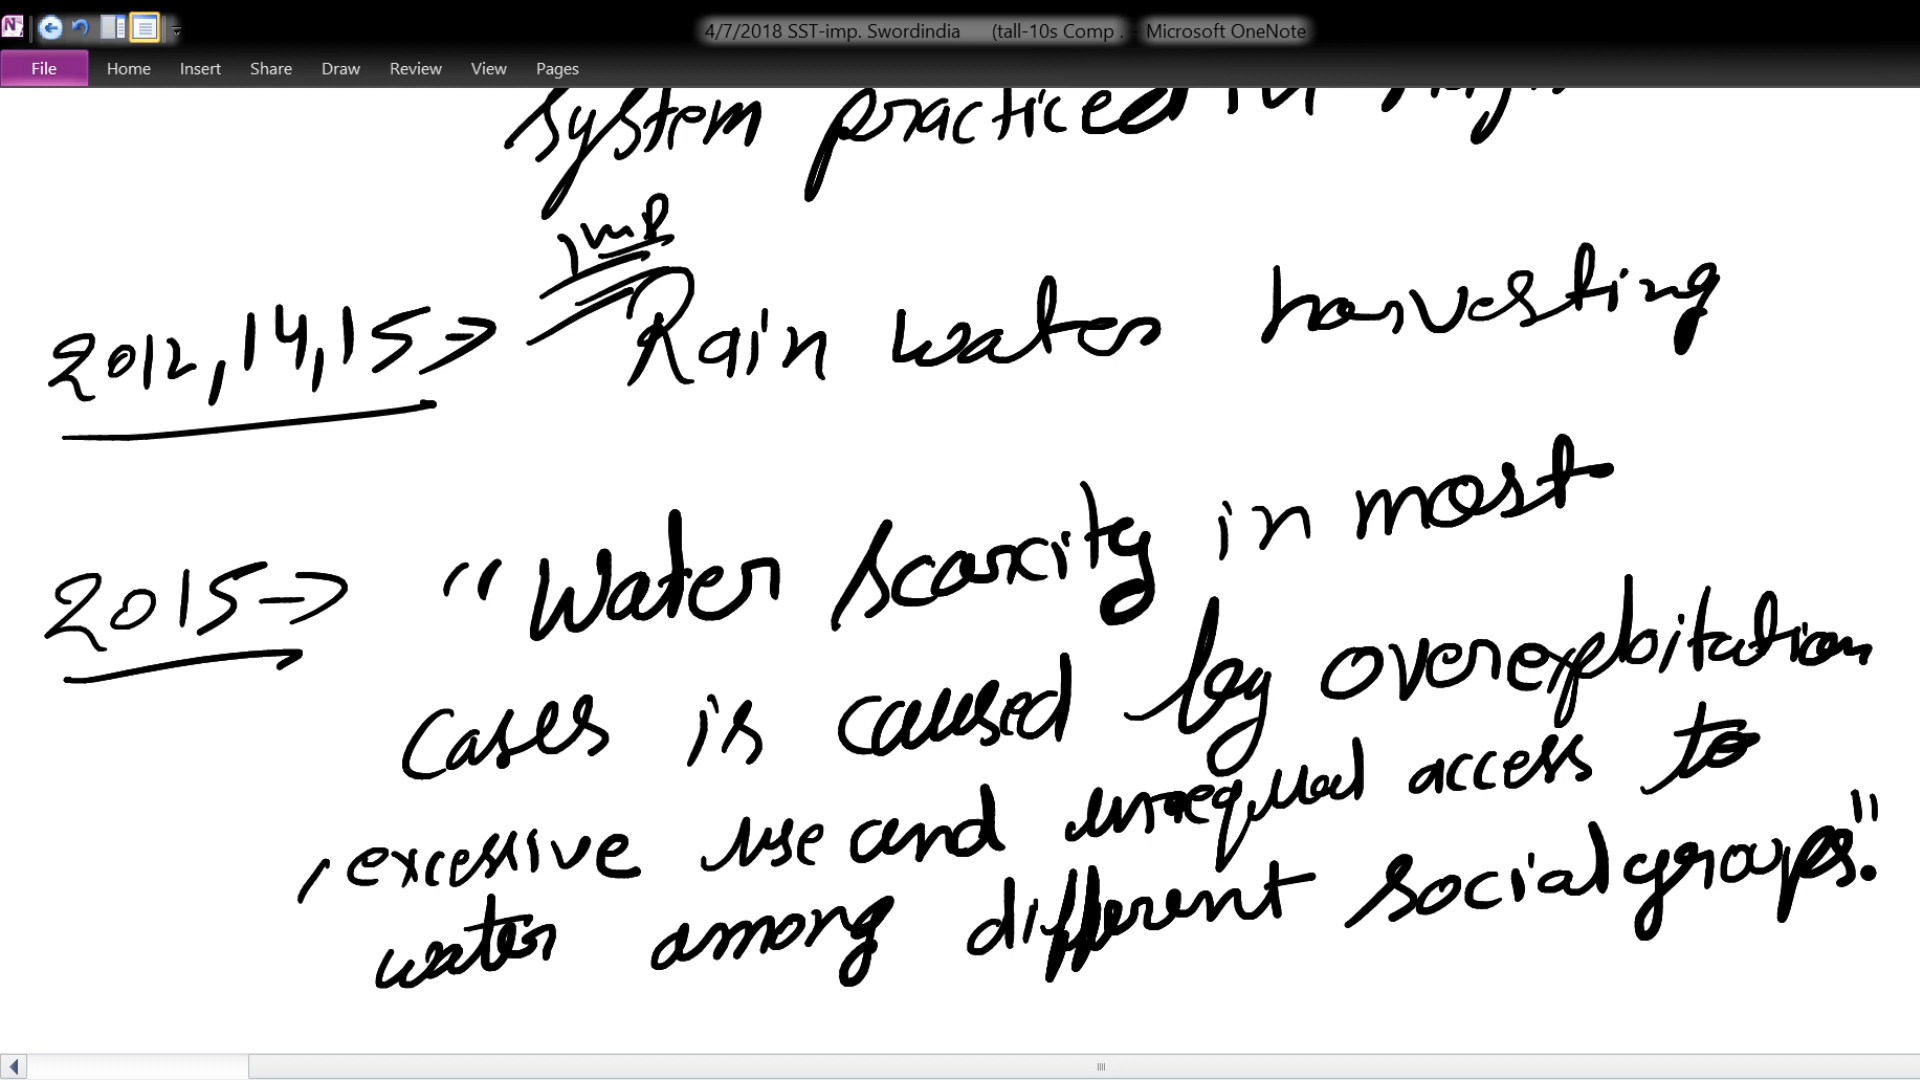 4/7/2018 SST-imp. Swordindia (tall-10s Comp . - Microsoft OneNote
File Home Insert Share Draw Review View Pages
system practiced in
imp
2012,14,15 => Rain water harvesting
2015 => "Water scarcity in most
cases is caused by overexploitation
, excessive use and unequal access to
water among different social groups."